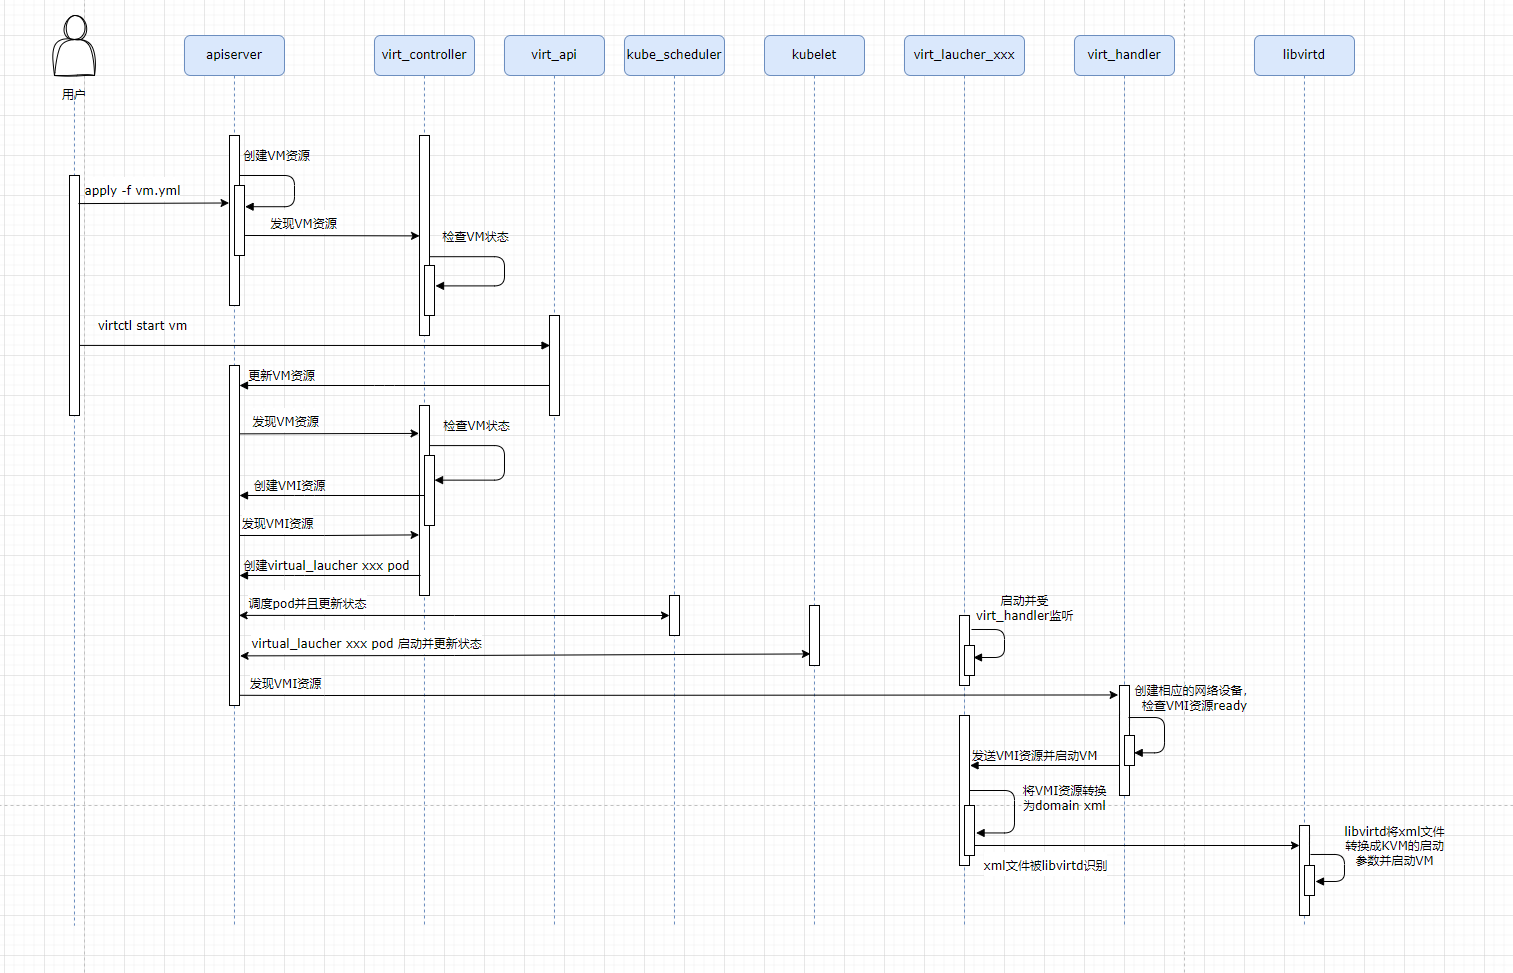 用户
apiserver
virt_controller
virt_api
kube_scheduler
kubelet
virt_laucher_xxx
virt_handler
libvirtd
创建VM资源
apply -f vm.yml
发现VM资源
检查VM状态
virtctl start vm
更新VM资源
发现VM资源
检查VM状态
创建VMI资源
发现VMI资源
创建virtual_laucher xxx pod
调度pod并且更新状态
启动并受
virt_handler监听
virtual_laucher xxx pod 启动并更新状态
发现VMI资源
创建相应的网络设备，
检查VMI资源ready
发送VMI资源并启动VM
将VMI资源转换
为domain xml
libvirtd将xml文件
转换成KVM的启动
参数并启动VM
xml文件被libvirtd识别